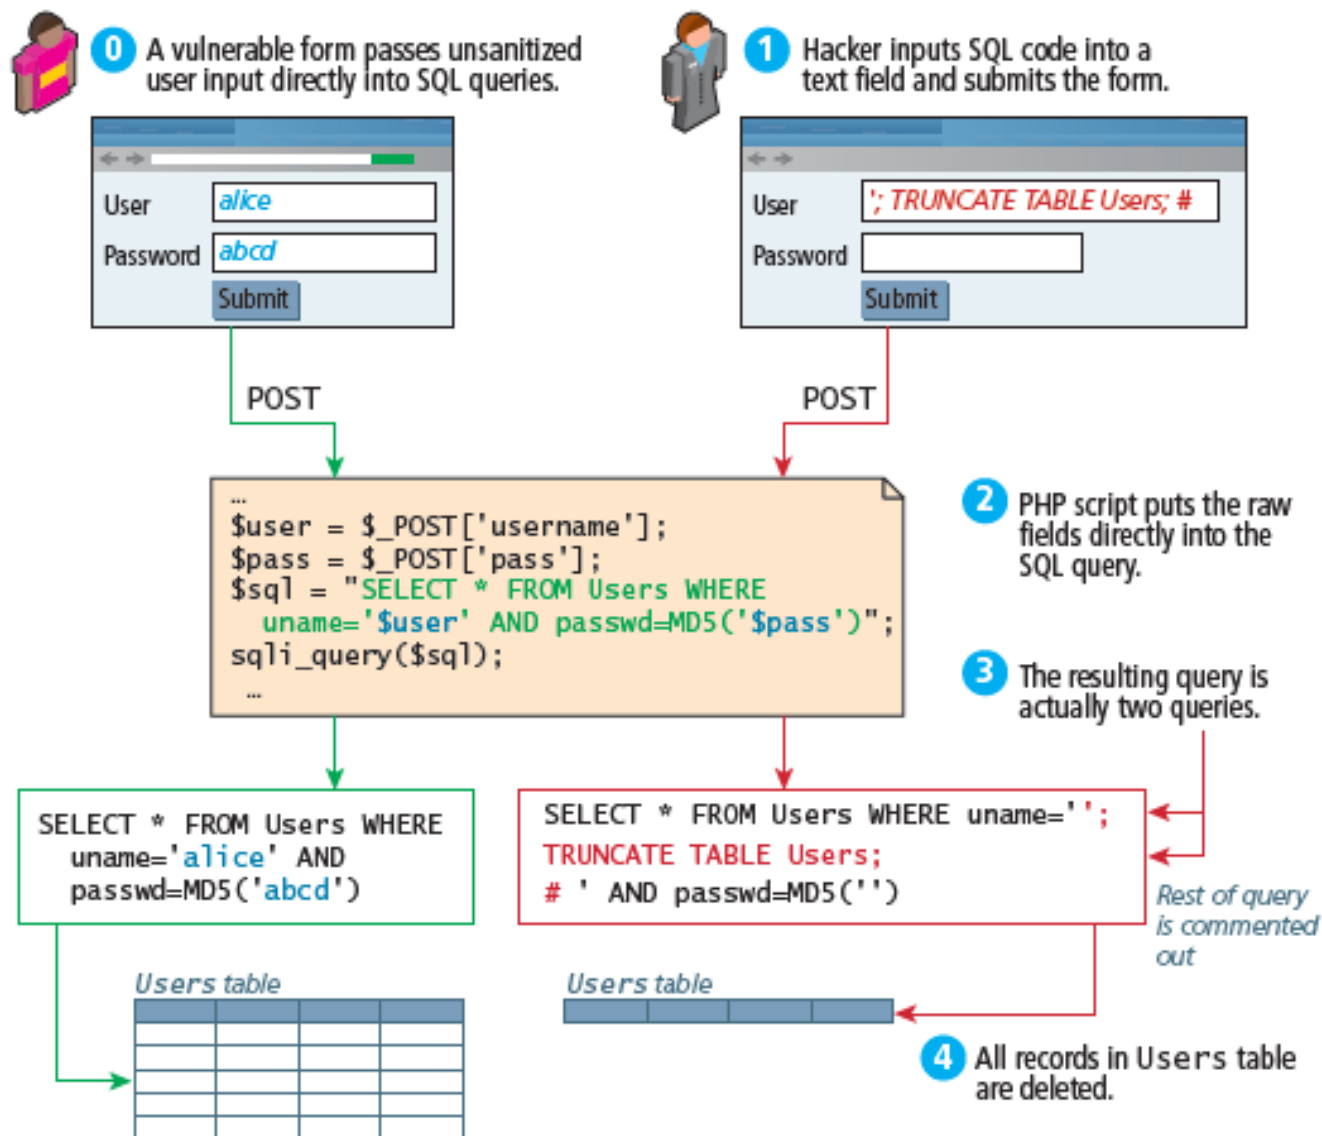 0 A vulnerable form passes unsanitized
user input directly into SQL queries.
1 Hacker inputs SQL code into a
text field and submits the form.
User alice
Password abcd
Submit
User '; TRUNCATE TABLE Users; #
Password
Submit
POST
POST
…
$user = $_POST['username'];
$pass = $_POST['pass'];
$sql = "SELECT * FROM Users WHERE
uname='$user' AND passwd=MD5('$pass')";
sqli_query($sql);
…
2 PHP script puts the raw
fields directly into the
SQL query.
3 The resulting query is
actually two queries.
SELECT * FROM Users WHERE
uname='alice' AND
passwd=MD5('abcd')
SELECT * FROM Users WHERE uname='';
TRUNCATE TABLE Users;
# ' AND passwd=MD5('')
Rest of query
is commented
out
Users table
Users table
4 All records in Users table
are deleted.